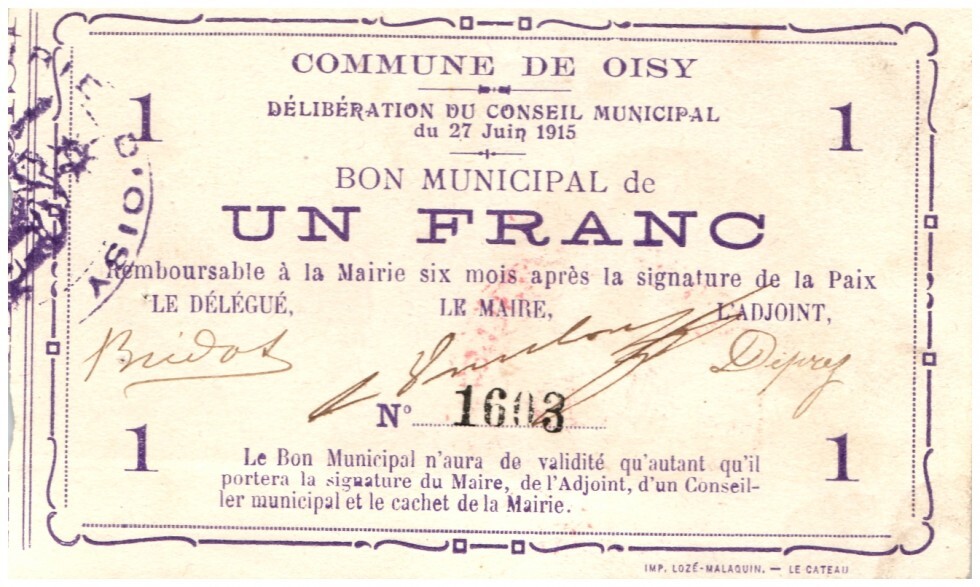 COMMUNE DE OISY
DÉLIBÉRATION DU CONSEIL MUNICIPAL
du 27 Juin 1915
1 1
BON MUNICIPAL de
UN FRANC
Remboursable à la Mairie six mois après la signature de la Paix
LE DÉLÉGUÉ, LE MAIRE, L'ADJOINT,
Bridot
N° 1603
1 1
Le Bon Municipal n'aura de validité qu'autant qu'il
portera la signature du Maire, de l'Adjoint, d'un Conseil-
ler municipal et le cachet de la Mairie.
IMP. LOZÉ-MALAQUIN. — LE CATEAU